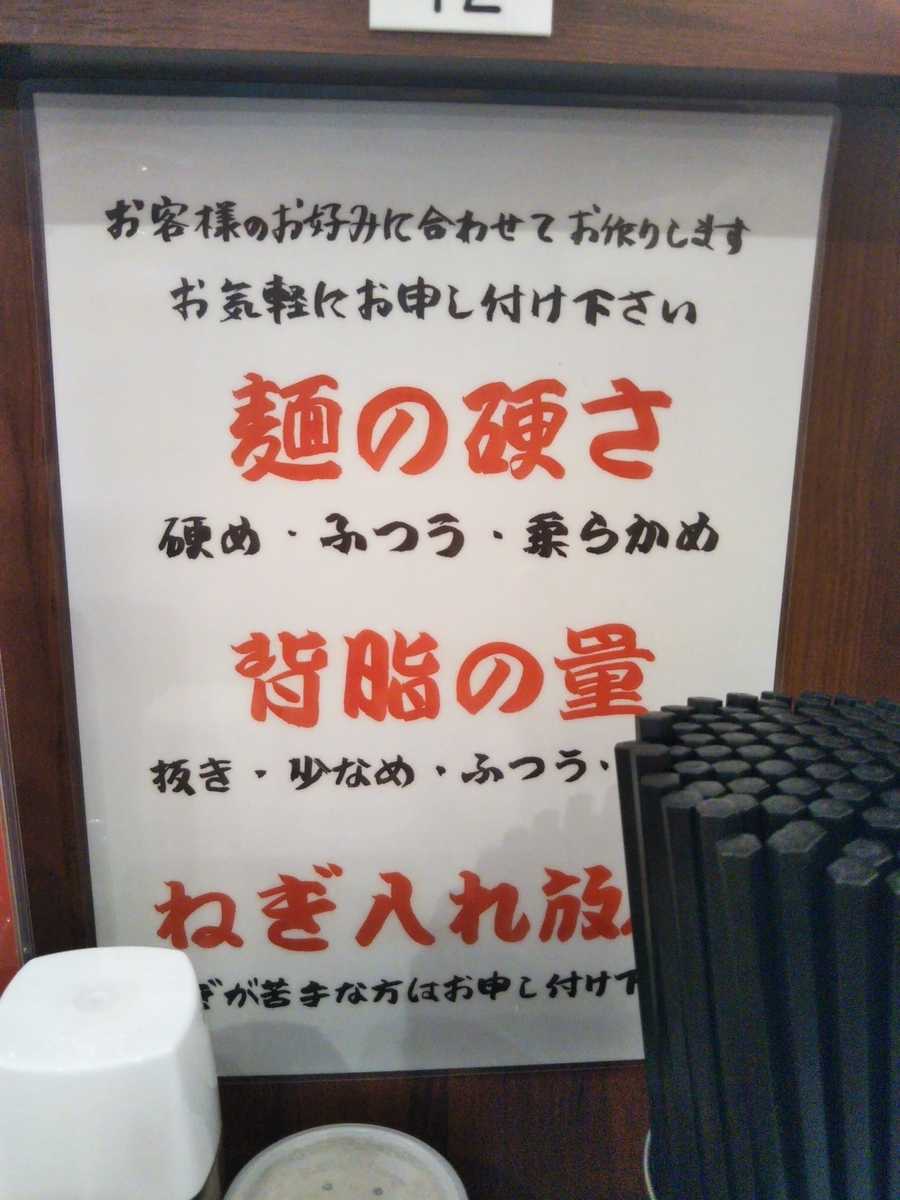 12
お客様のお好みに合わせてお作りします
お気軽にお申し付け下さい
麺の硬さ
硬め・ふつう・柔らかめ
背脂の量
抜き・少なめ・ふつう・
ねぎ入れ放
ぎが苦手な方はお申し付け下